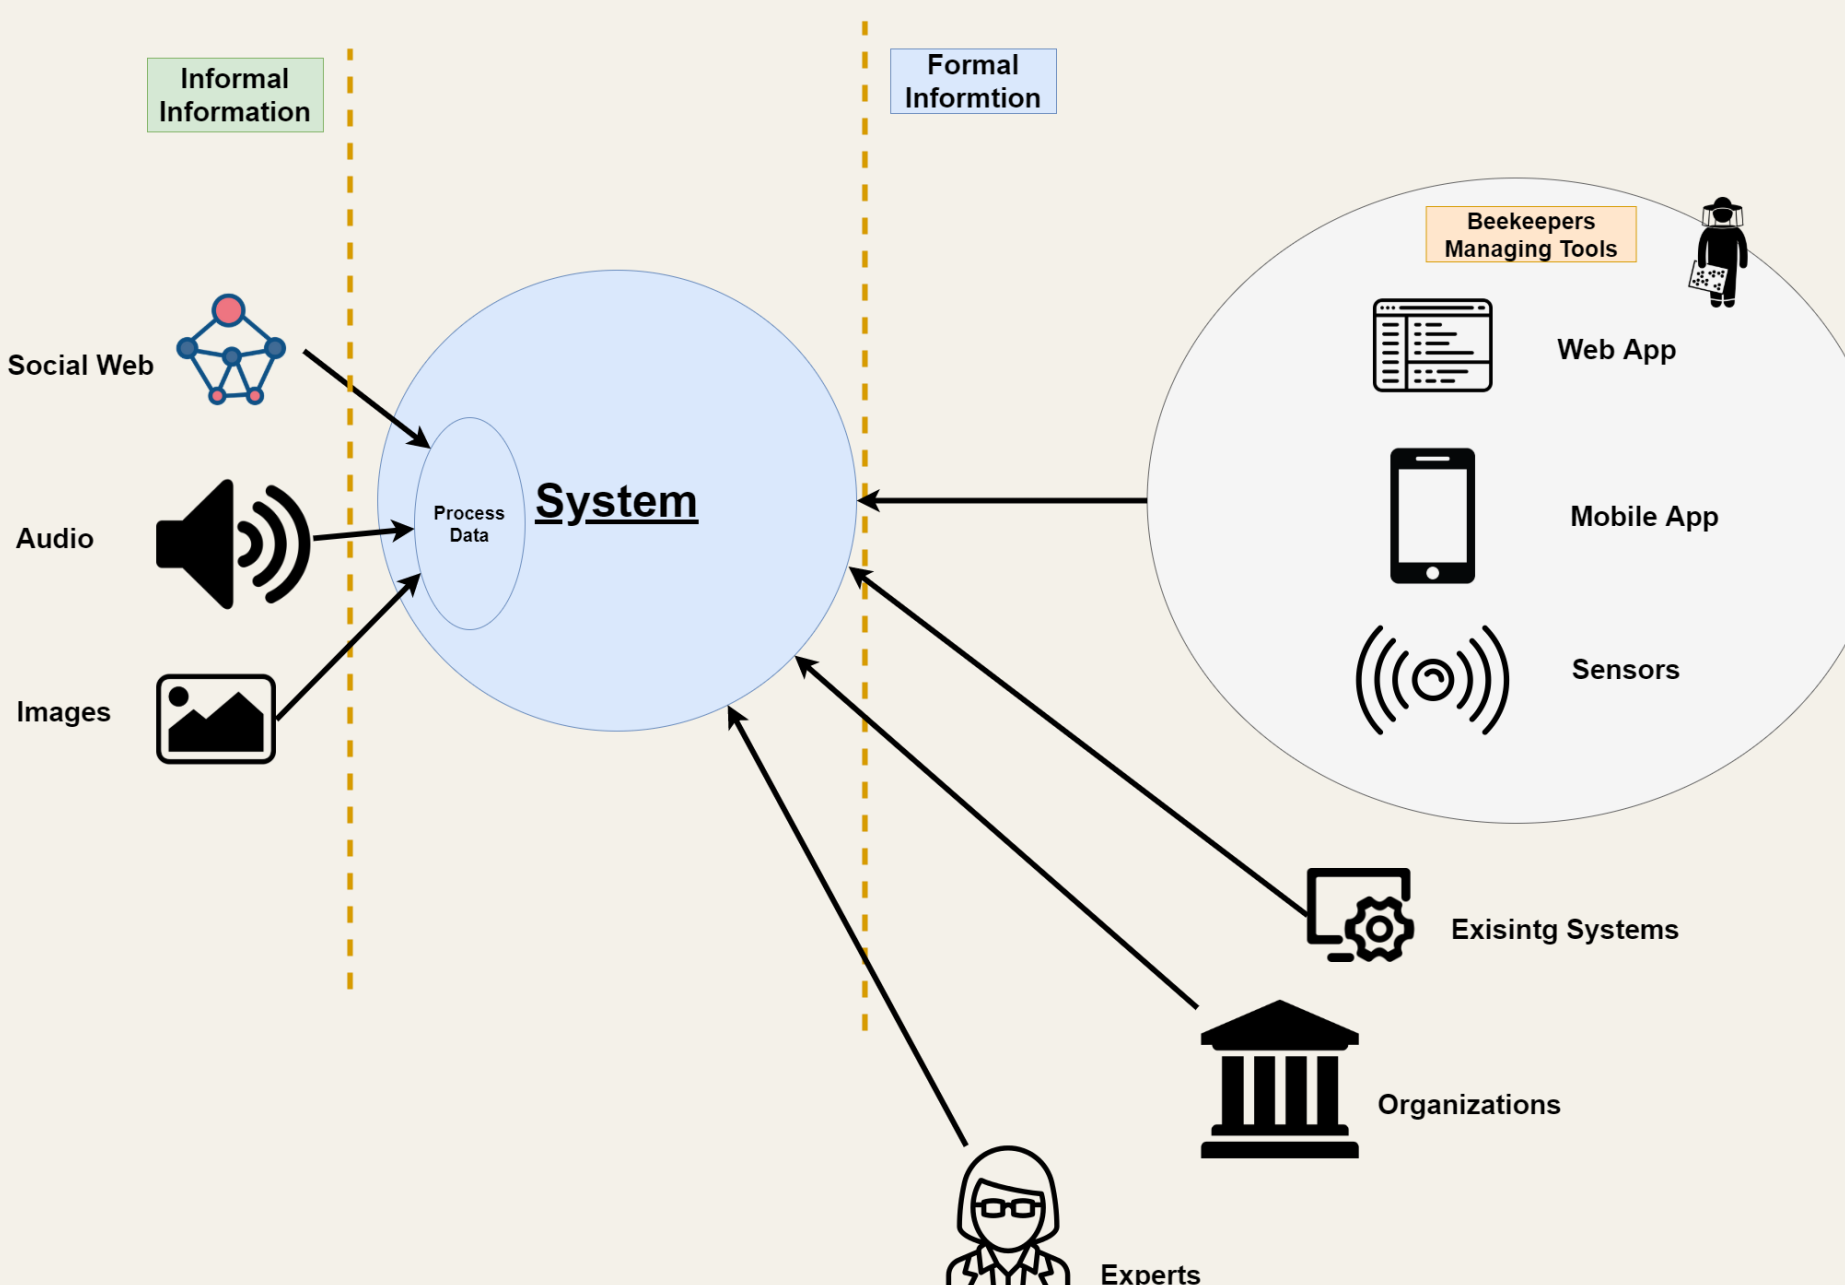 Informal
Information
Formal
Informtion
Beekeepers
Managing Tools
Web App
Social Web
System
Process
Data
Mobile App
Audio
Sensors
Images
Exisintg Systems
Organizations
Experts